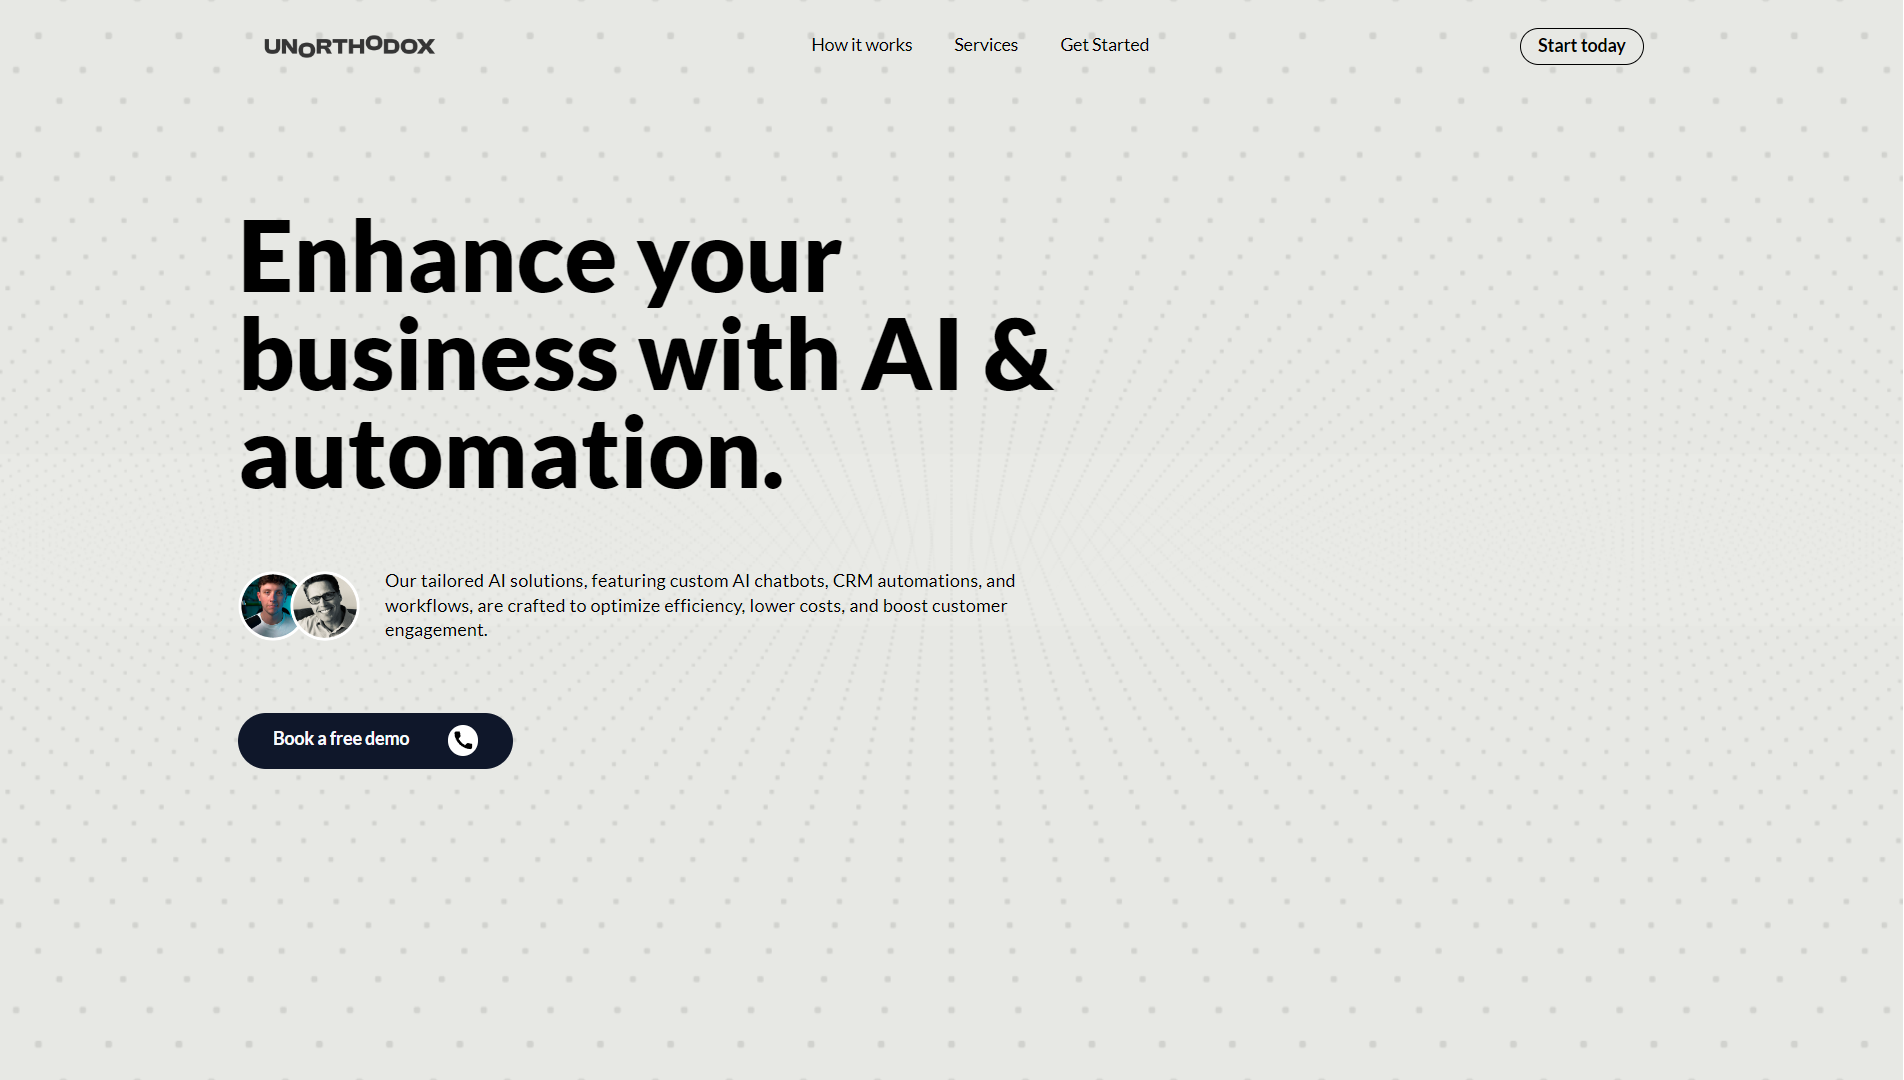 UNORTHODOX
How it works
Services
Get Started
Start today
Enhance your
business with AI &
automation.
Our tailored AI solutions, featuring custom AI chatbots, CRM automations, and
workflows, are crafted to optimize efficiency, lower costs, and boost customer
engagement.
Book a free demo